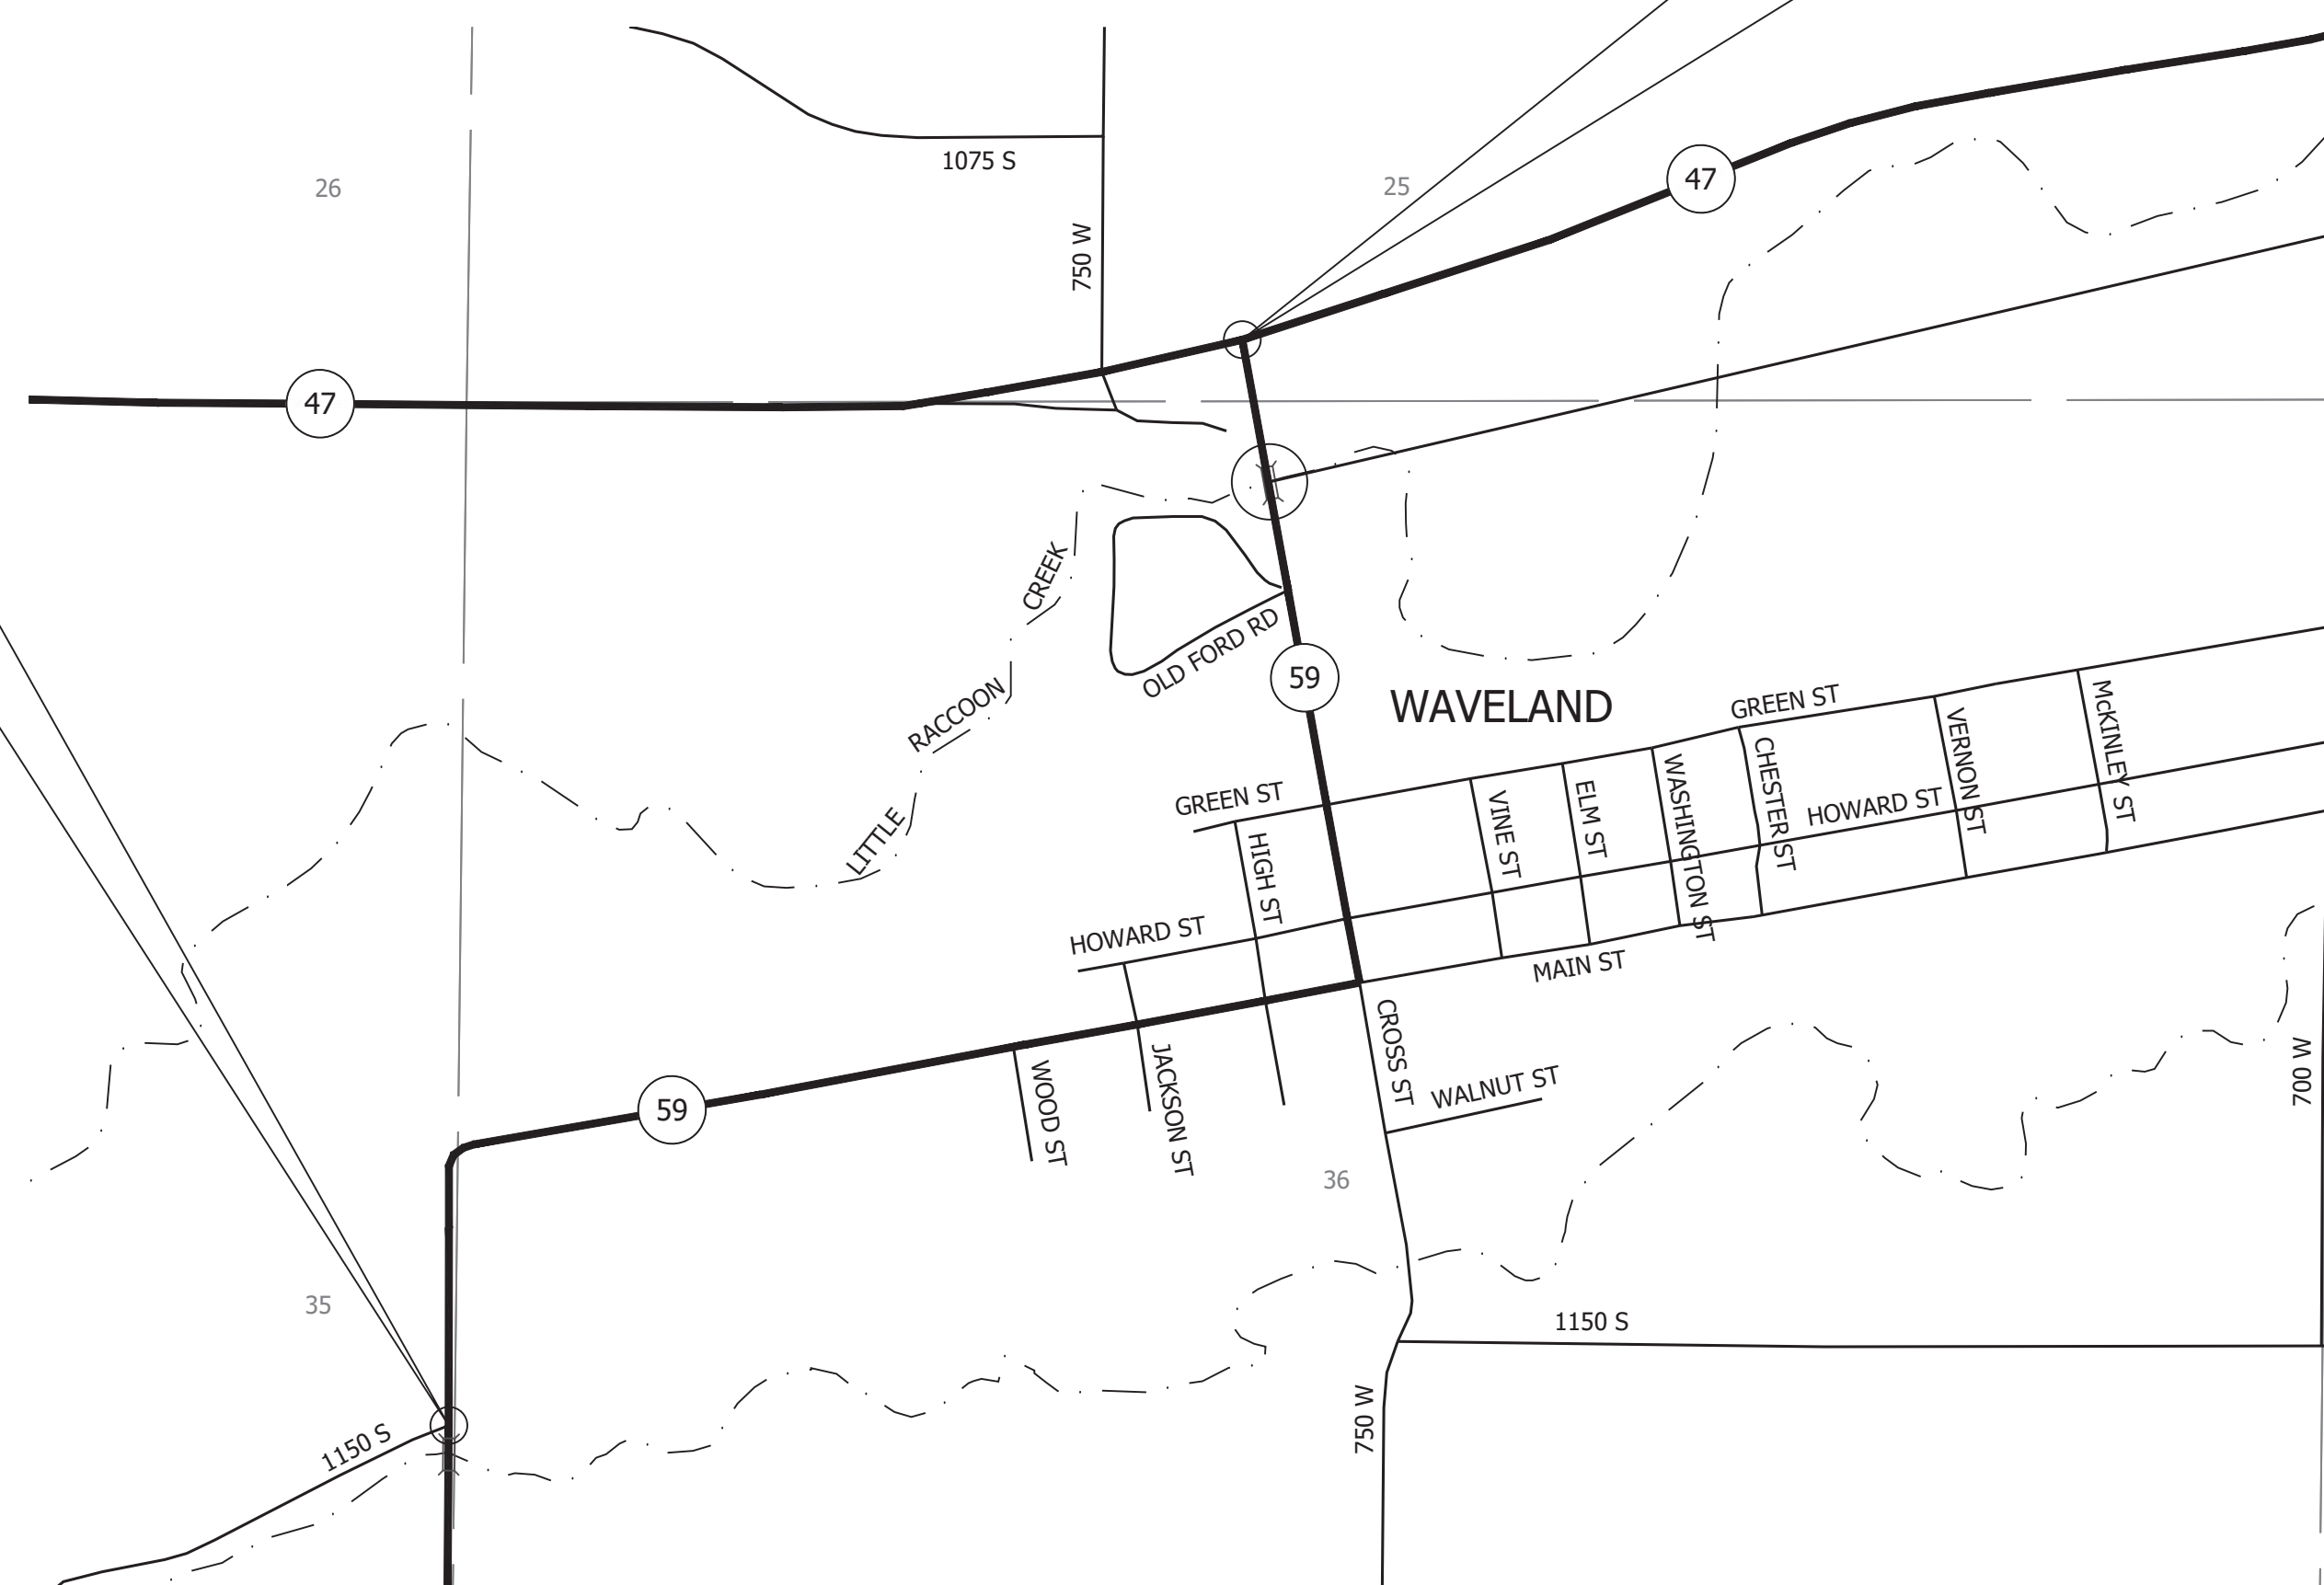 1075 S
26
25
47
750 W
47
CREEK
OLD FORD RD
59
RACCOON
WAVELAND
GREEN ST
McKINLEY ST
VERNON ST
CHESTER ST
WASHINGTON ST
GREEN ST
ELM ST
VINE ST
HOWARD ST
LITTLE
HIGH ST
HOWARD ST
MAIN ST
CROSS ST
700 W
59
WOOD ST
JACKSON ST
WALNUT ST
36
35
1150 S
750 W
1150 S